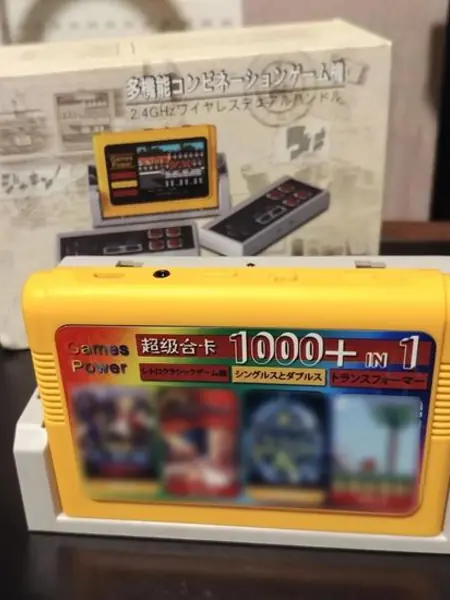 多機能コンビネーションゲーム機
2.4GHzワイヤレスデュアルハンドル
Games
Power
Games
Power
超级合卡
1000+ IN 1
レトロクラシックゲーム機
シングルスとダブルス
トランスフォーマー